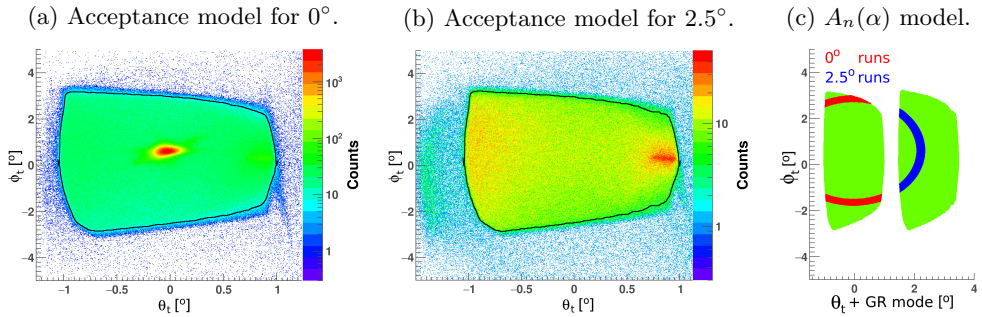 (a) Acceptance model for 0°.
4
2
0
−2
−4
ϕt [°]
−1
−0.5
0
0.5
1
θt [°]
10³
10²
10
1
Counts
(b) Acceptance model for 2.5°.
4
2
0
−2
−4
ϕt [°]
−1
−0.5
0
0.5
1
θt [°]
10
1
Counts
(c) An(α) model.
0° runs
2.5° runs
4
2
0
−2
−4
ϕt [°]
0
2
4
θt + GR mode [°]